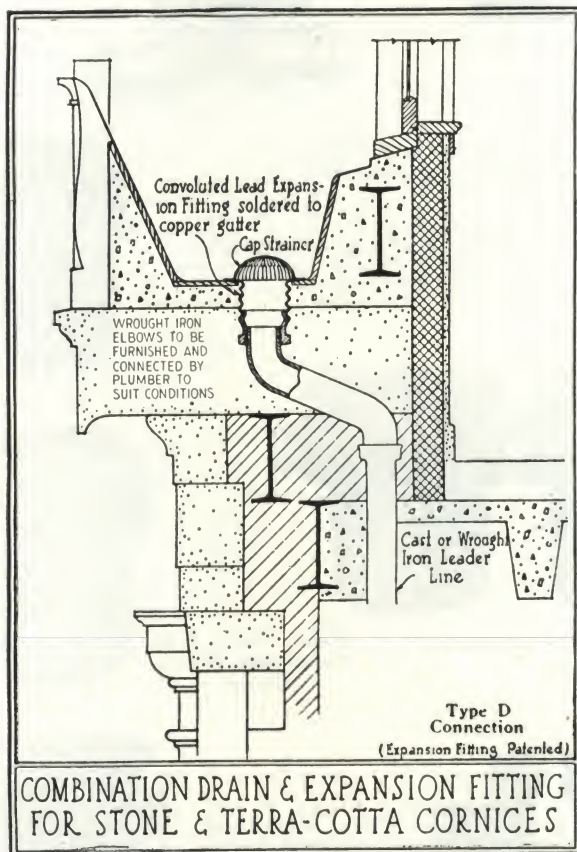 Convoluted Lead Expan-
ion Fitting soldered to
copper gutter
Cap Strainer
WROUGHT IRON
ELBOWS TO BE
FURNISHED AND
CONNECTED BY
PLUMBER TO
SUIT CONDITIONS
Cast or Wrought
Iron Leader
Line
Type D
Connection
(Expansion Fitting Patented)
COMBINATION DRAIN & EXPANSION FITTING
FOR STONE & TERRA-COTTA CORNICES